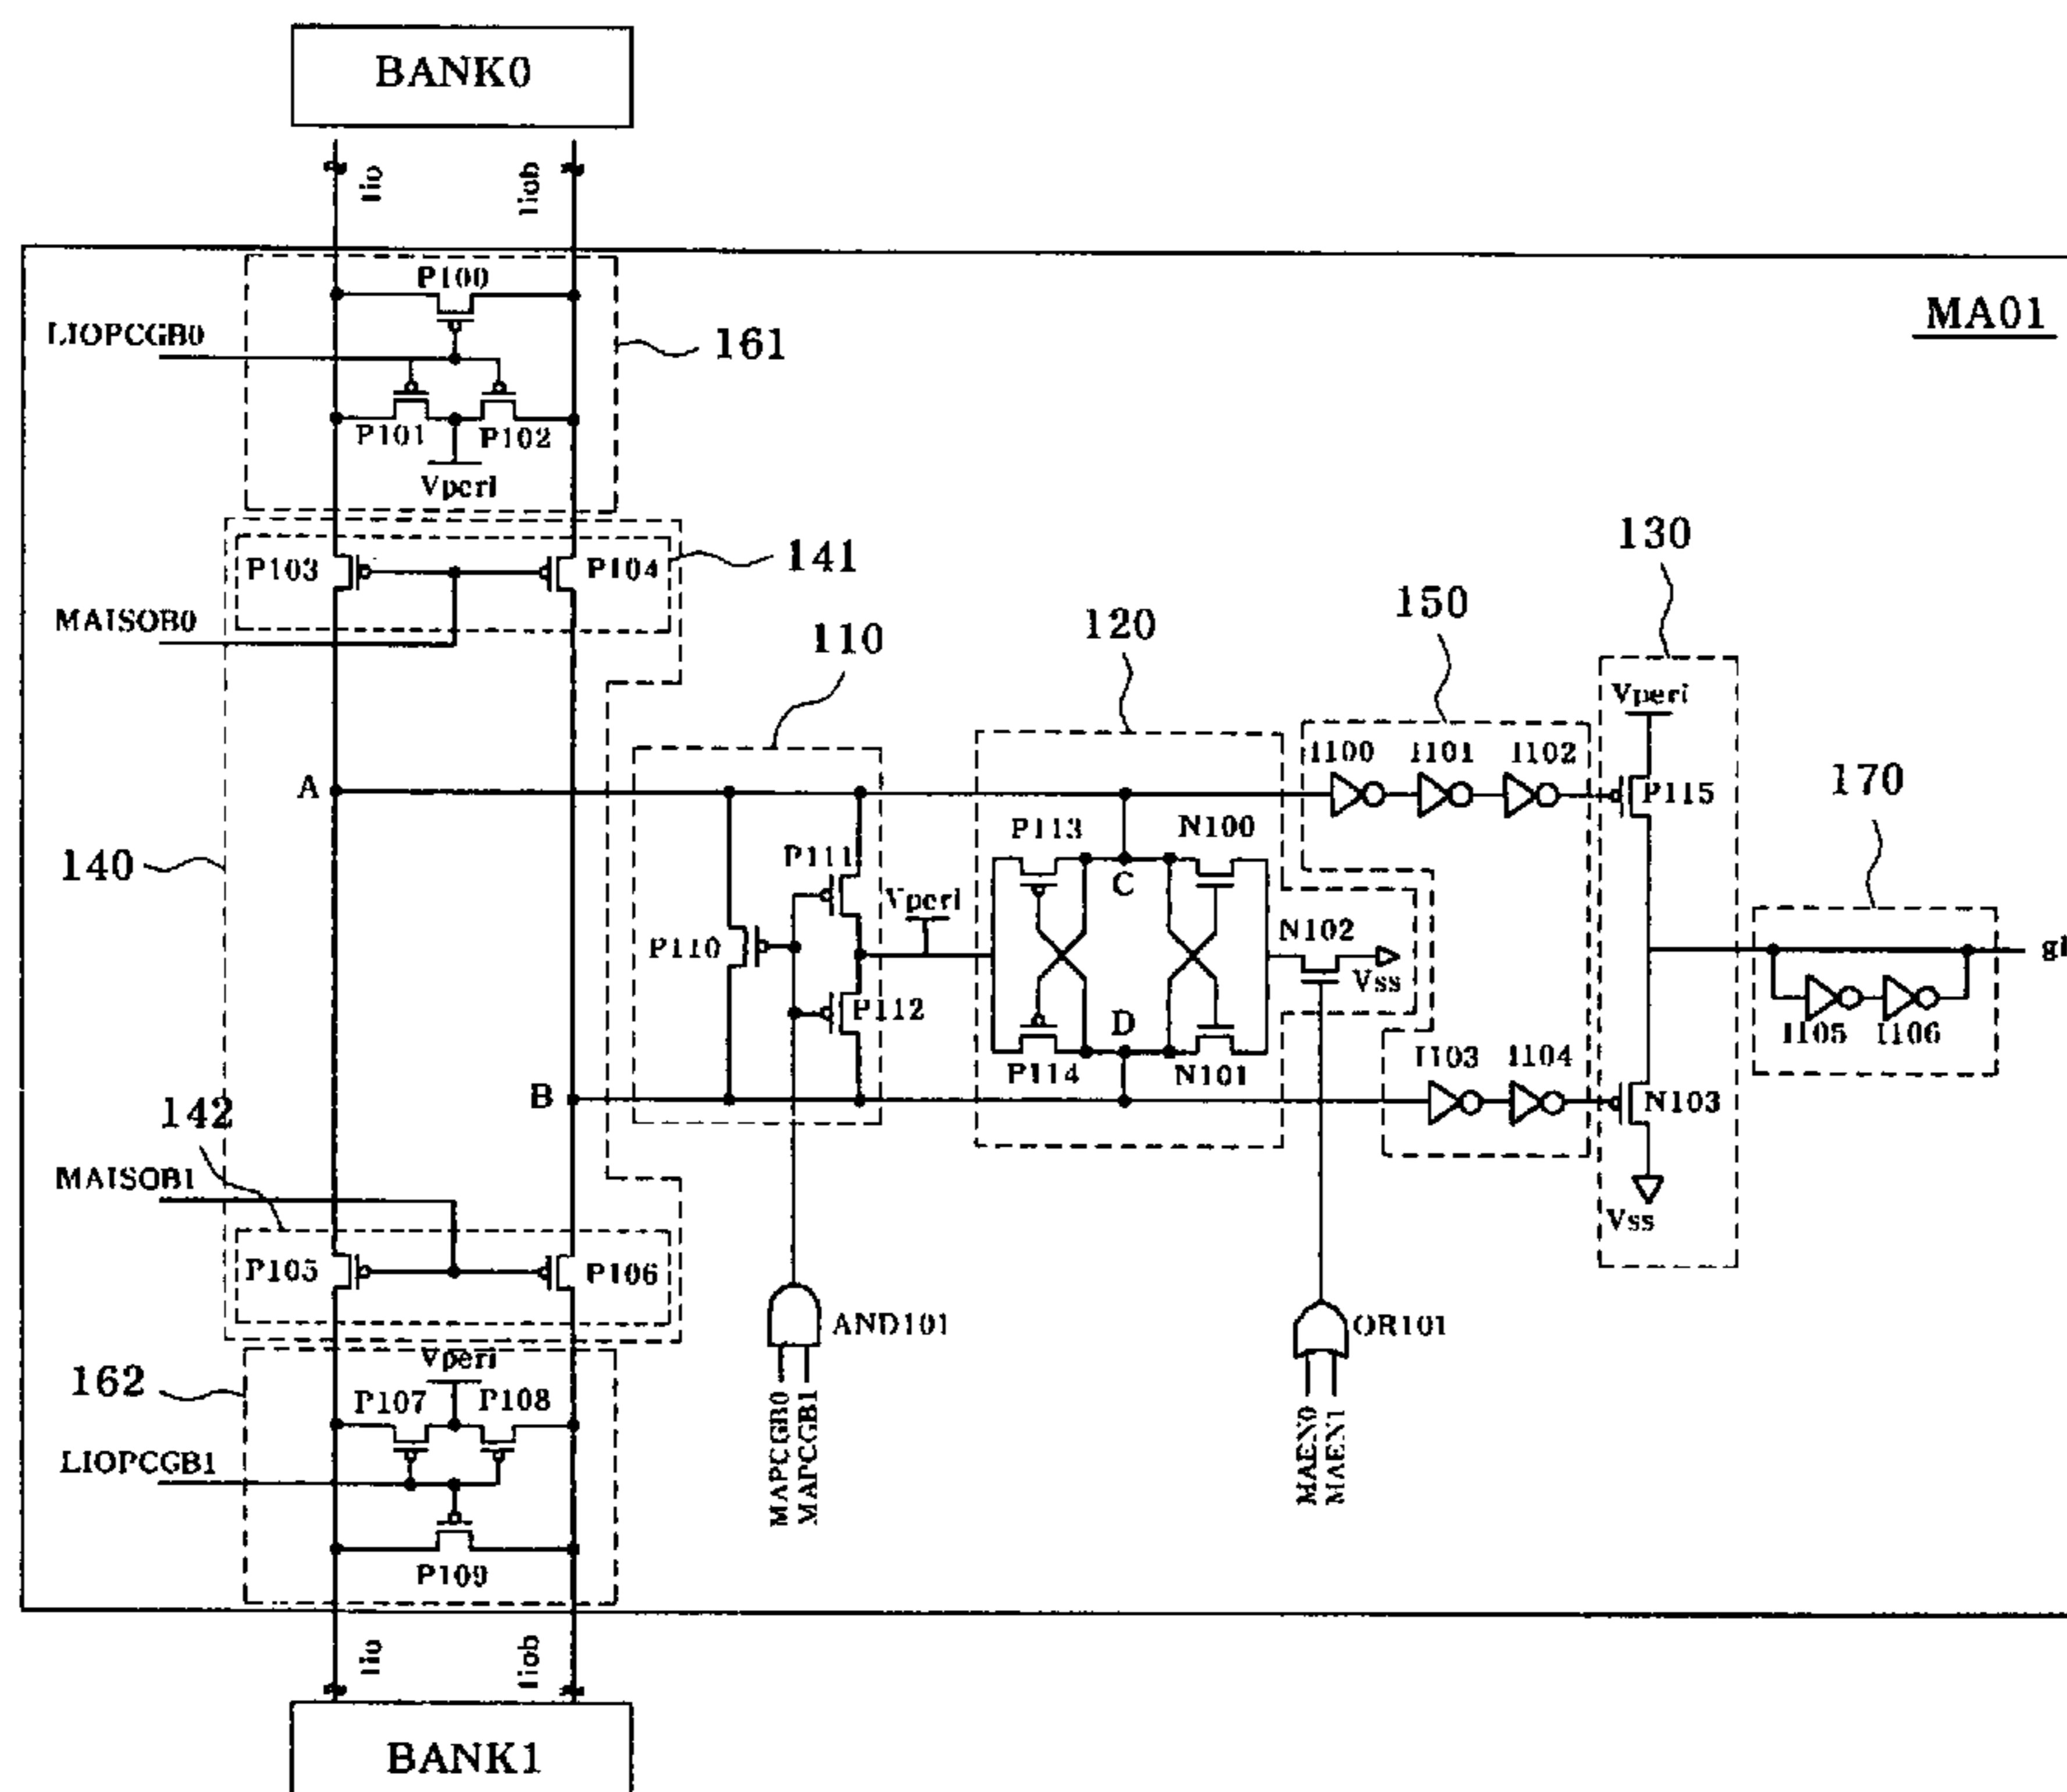 BANK0
lio
liob
P100
MA01
LIOPCGB0
161
P101
P102
Vperi
130
P103
P104
141
150
MAISOB0
120
110
Vperi
I100
I101
I102
170
A
P115
P113
N100
140
P111
C
Vperi
P110
N102
Vss
P112
D
I105
I106
P114
N101
I103
I104
B
N103
142
MAISOB1
Vss
P105
P106
AND101
OR101
Vperi
162
P107
P108
MAPCGB0
MAPCGB1
MAEN0
MAEN1
LIOPCGB1
P109
lio
liob
BANK1